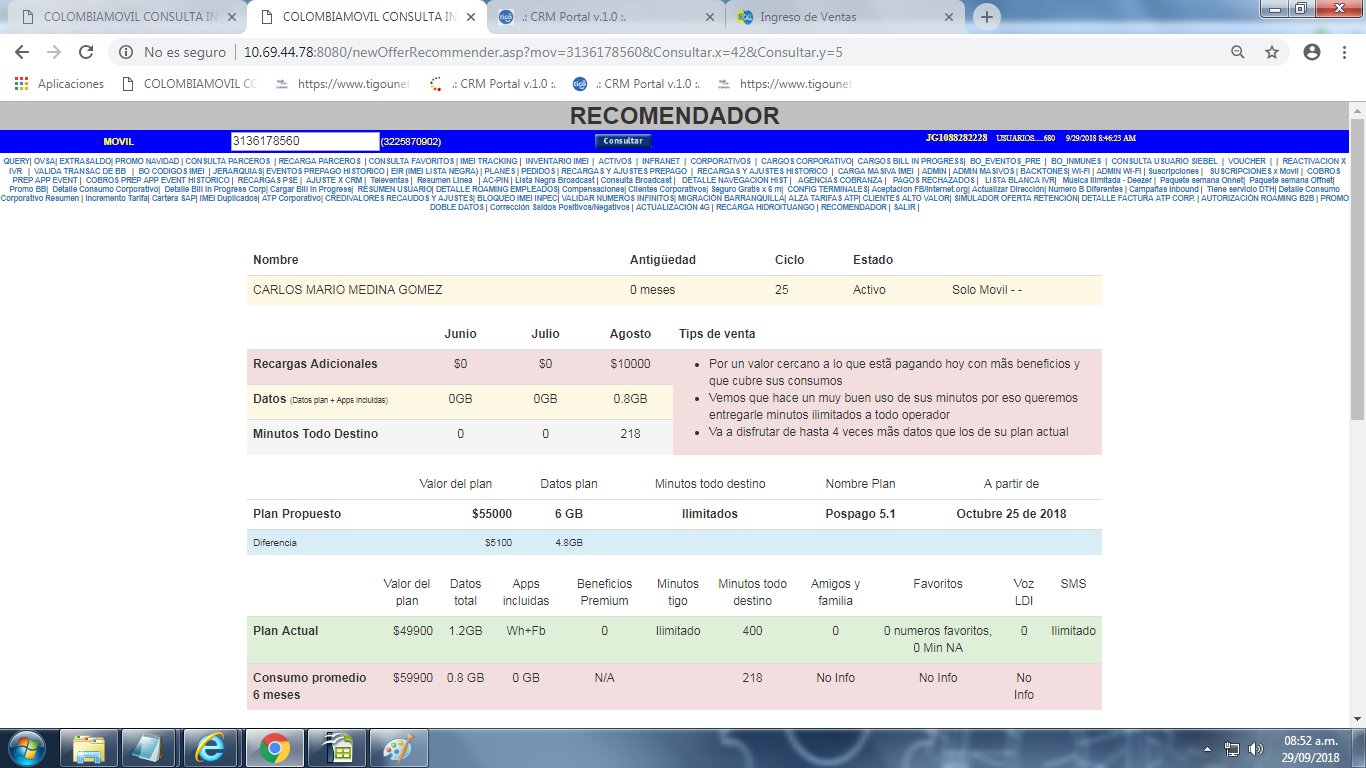 COLOMBIAMOVIL CONSULTA IN
COLOMBIAMOVIL CONSULTA IN
.: CRM Portal v.1.0 :.
Ingreso de Ventas
No es seguro | 10.69.44.78:8080/newOfferRecommender.asp?mov=3136178560&Consultar.x=42&Consultar.y=5
Aplicaciones
COLOMBIAMOVIL CO
https://www.tigounet
.: CRM Portal v.1.0 :.
.: CRM Portal v.1.0 :.
https://www.tigounet
RECOMENDADOR
MOVIL 3136178560 (3225870902) Consultar JG1088282228 USUARIOS....680 9/29/2018 8:46:23 AM
QUERY| OVSA| EXTRASALDO| PROMO NAVIDAD | CONSULTA PARCEROS | RECARGA PARCEROS | CONSULTA FAVORITOS | IMEI TRACKING | INVENTARIO IMEI | ACTIVOS | INFRANET | CORPORATIVOS | CARGOS CORPORATIVO| CARGOS BILL IN PROGRESS| BO_EVENTOS_PRE | BO_INMUNES | CONSULTA USUARIO SIEBEL | VOUCHER | | REACTIVACION X
IVR | VALIDA TRANSAC DE BB | BO CODIGOS IMEI | JERARQUIAS| EVENTOS PREPAGO HISTORICO | EIR (IMEI LISTA NEGRA) | PLANES | PEDIDOS | RECARGAS Y AJUSTES PREPAGO | RECARGAS Y AJUSTES HISTORICO | CARGA MASIVA IMEI | ADMIN | ADMIN MASIVOS | BACKTONES| WI-FI | ADMIN WI-FI | Suscripciones | SUSCRIPCIONES x Movil | COBROS
PREP APP EVENT | COBROS PREP APP EVENT HISTORICO | RECARGAS PSE | AJUSTE X CRM | Televentas | Resumen Linea | AC-PIN | Lista Negra Broadcast | Consulta Broadcast | DETALLE NAVEGACION HIST | AGENCIAS COBRANZA | PAGOS RECHAZADOS | LISTA BLANCA IVR| Música Ilimitada - Deezer | Paquete semana Onnet| Paquete semana Offnet|
Promo BB| Detalle Consumo Corporativo| Detalle Bill In Progress Corp| Cargar Bill In Progress| RESUMEN USUARIO| DETALLE ROAMING EMPLEADOS| Compensaciones| Clientes Corporativos| Seguro Gratis x 6 m| CONFIG TERMINALES| Aceptacion FB/Internet.org| Actualizar Dirección| Numero B Diferentes | Campañas Inbound | Tiene servicio DTH| Detalle Consumo
Corporativo Resumen | Incremento Tarifa| Cartera SAP| IMEI Duplicados| ATP Corporativo| CREDIVALORES RECAUDOS Y AJUSTES| BLOQUEO IMEI INPEC| VALIDAR NUMEROS INFINITOS| MIGRACIÓN BARRANQUILLA| ALZA TARIFAS ATP| CLIENTES ALTO VALOR| SIMULADOR OFERTA RETENCIÓN| DETALLE FACTURA ATP CORP. | AUTORIZACIÓN ROAMING B2B | PROMO
DOBLE DATOS | Corrección Saldos Positivos/Negativos | ACTUALIZACIÓN 4G | RECARGA HIDROITUANGO | RECOMENDADOR | SALIR |
Nombre Antigüedad Ciclo Estado
CARLOS MARIO MEDINA GOMEZ 0 meses 25 Activo Solo Movil - -
Junio Julio Agosto Tips de venta
Recargas Adicionales $0 $0 $10000
Datos (Datos plan + Apps incluidas) 0GB 0GB 0.8GB
Minutos Todo Destino 0 0 218
• Por un valor cercano a lo que estã pagando hoy con mãs beneficios y
que cubre sus consumos
• Vemos que hace un muy buen uso de sus minutos por eso queremos
entregarle minutos ilimitados a todo operador
• Va a disfrutar de hasta 4 veces mãs datos que los de su plan actual
Valor del plan Datos plan Minutos todo destino Nombre Plan A partir de
Plan Propuesto $55000 6 GB Ilimitados Pospago 5.1 Octubre 25 de 2018
Diferencia $5100 4.8GB
Valor del Datos Apps Beneficios Minutos Minutos todo Amigos y Favoritos Voz SMS
plan total incluidas Premium tigo destino familia LDI
Plan Actual $49900 1.2GB Wh+Fb 0 Ilimitado 400 0 0 numeros favoritos, 0 Ilimitado
0 Min NA
Consumo promedio $59900 0.8 GB 0 GB N/A 218 No Info No Info No
6 meses Info
08:52 a.m.
29/09/2018